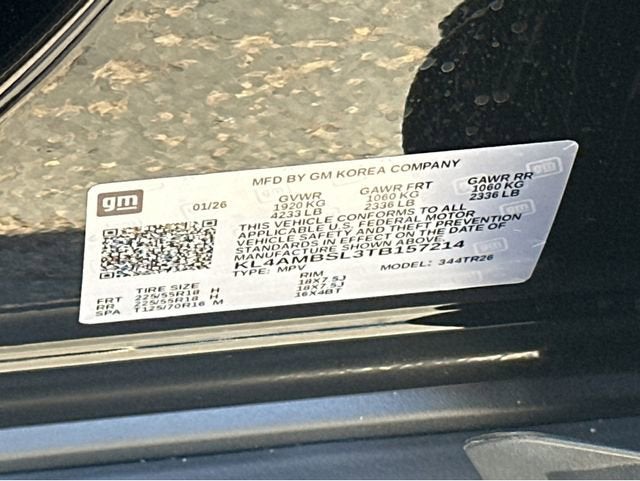 MFD BY GM KOREA COMPANY
gm
01/26
GVWR GAWR FRT GAWR RR
1920 KG 1060 KG 1060 KG
4233 LB 2336 LB 2336 LB
THIS VEHICLE CONFORMS TO ALL
APPLICABLE U.S. FEDERAL MOTOR
VEHICLE SAFETY AND THEFT PREVENTION
STANDARDS IN EFFECT ON THE DATE OF
MANUFACTURE SHOWN ABOVE.
KL4AMBSL3TB157214
TYPE: MPV MODEL: 344TR26
TIRE SIZE RIM
FRT 225/55R18 H 18X7.5J
RR 225/55R18 H 18X7.5J
SPA T125/70R16 M 16X4BT